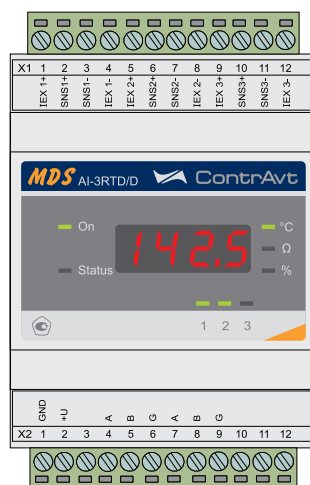 X1 1 2 3 4 5 6 7 8 9 10 11 12
IEX 1+ SNS1+ SNS1- IEX 1- IEX 2+ SNS2+ SNS2- IEX 2- IEX 3+ SNS3+ SNS3- IEX 3-
MDS AI-3RTD/D ContrAvt
On
142.5
°C
Ω
Status
%
1 2 3
GND +U A B G A B G
X2 1 2 3 4 5 6 7 8 9 10 11 12